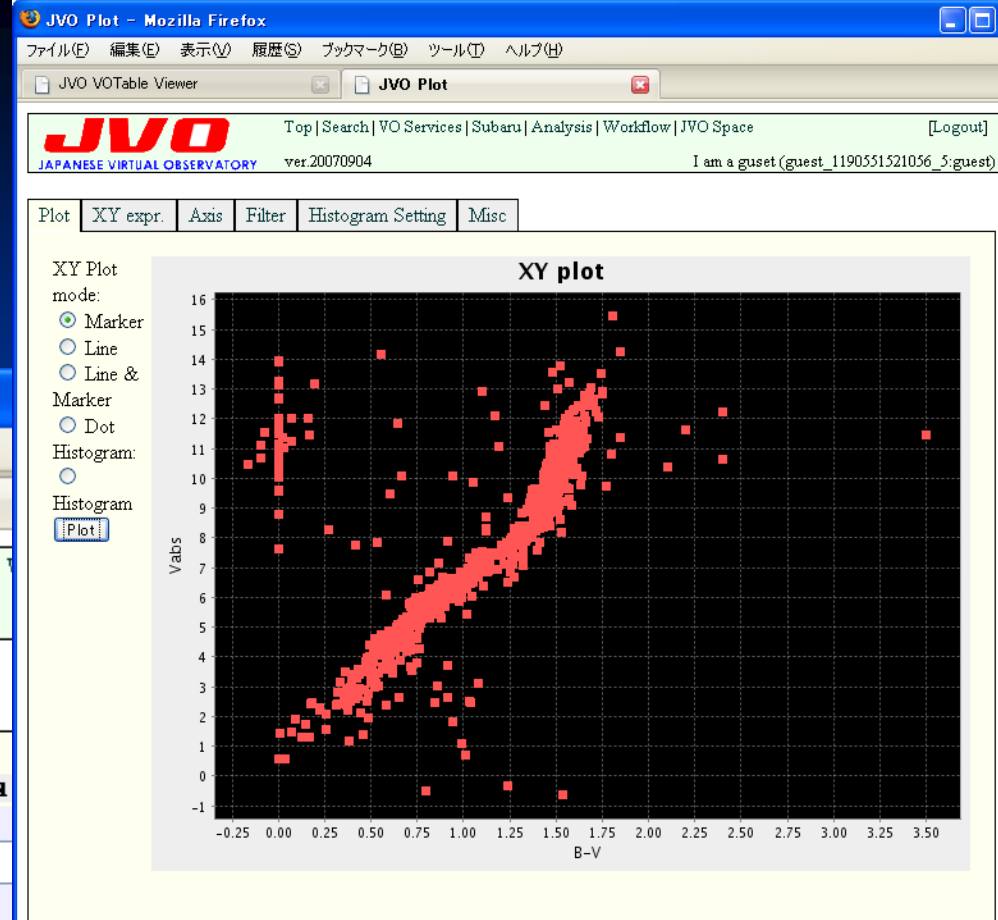 JVO Plot - Mozilla Firefox
ファイル(F) 編集(E) 表示(V) 履歴(S) ブックマーク(B) ツール(T) ヘルプ(H)
JVO VOTable Viewer JVO Plot
JVO
JAPANESE VIRTUAL OBSERVATORY
Top | Search | VO Services | Subaru | Analysis | Workflow | JVO Space [Logout]
ver.20070904 I am a guset (guest_1190551521056_5:guest)
Plot XY expr. Axis Filter Histogram Setting Misc
XY Plot
mode:
Marker
Line
Line &
Marker
Dot
Histogram:
Histogram
Plot
XY plot
16
15
14
13
12
11
10
9
8
7
6
5
4
3
2
1
0
-1
Vabs
-0.25 0.00 0.25 0.50 0.75 1.00 1.25 1.50 1.75 2.00 2.25 2.50 2.75 3.00 3.25 3.50
B-V